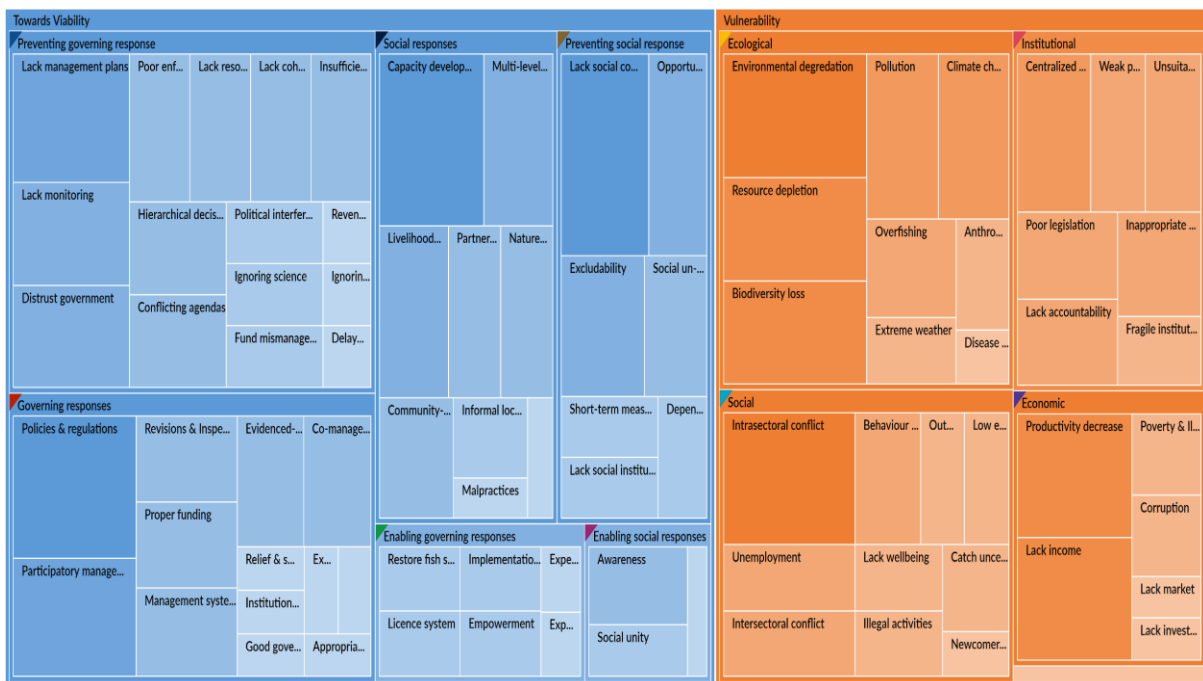 Towards Viability
Preventing governing response
Lack management plans
Poor enf...
Lack reso...
Lack coh...
Insufficie...
Lack monitoring
Hierarchical decis...
Political interfer...
Reven...
Ignoring science
Ignorin...
Distrust government
Conflicting agendas
Fund mismanage...
Delay...
Governing responses
Policies & regulations
Revisions & Inspe...
Evidenced-...
Co-manage...
Proper funding
Participatory manage...
Relief & s...
Ex...
Management syste...
Institution...
Good gove...
Appropria...
Social responses
Capacity develop...
Multi-level...
Livelihood...
Partner...
Nature...
Community-...
Informal loc...
Malpractices
Preventing social response
Lack social co...
Opportu...
Excludability
Social un-...
Short-term meas...
Depen...
Lack social institu...
Enabling governing responses
Restore fish s...
Implementatio...
Expe...
Licence system
Empowerment
Exp...
Enabling social responses
Awareness
Social unity
Vulnerability
Ecological
Environmental degredation
Pollution
Climate ch...
Resource depletion
Overfishing
Anthro...
Biodiversity loss
Extreme weather
Disease ...
Institutional
Centralized ...
Weak p...
Unsuita...
Poor legislation
Inappropriate ...
Lack accountability
Fragile institut...
Social
Intrasectoral conflict
Behaviour ...
Out...
Low e...
Unemployment
Lack wellbeing
Catch unce...
Intersectoral conflict
Illegal activities
Newcomer...
Economic
Productivity decrease
Poverty & Il...
Corruption
Lack income
Lack market
Lack invest...